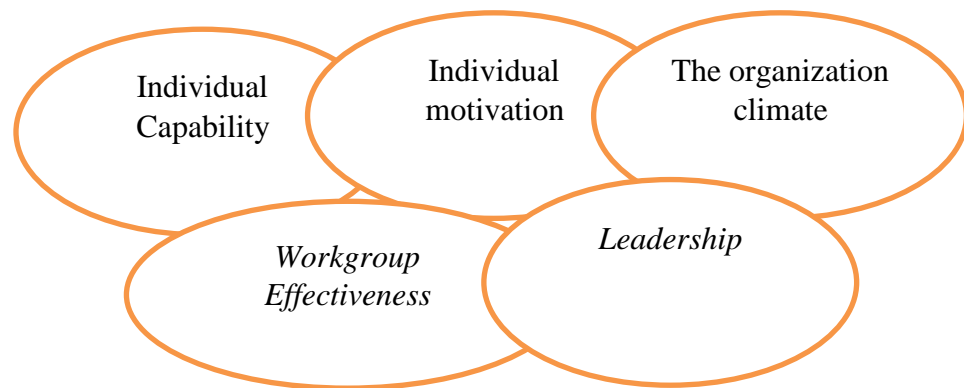 Individual
Capability
Individual
motivation
The organization
climate
Workgroup
Effectiveness
Leadership